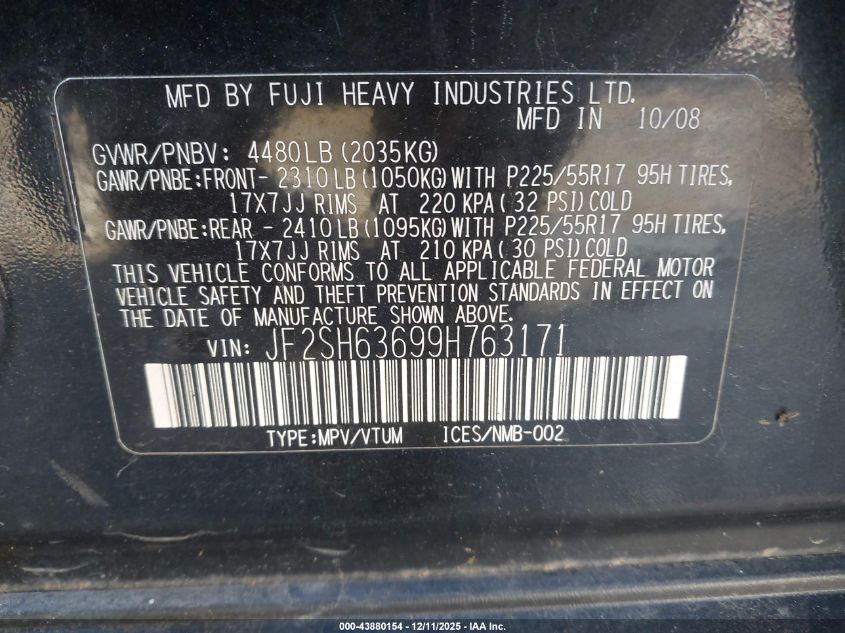 MFD BY FUJI HEAVY INDUSTRIES LTD.
MFD IN 10/08
GVWR/PNBV: 4480LB (2035KG)
GAWR/PNBE:FRONT- 2310 LB (1050KG) WITH P225/55R17 95H TIRES,
17X7JJ RIMS AT 220 KPA ( 32 PSI) COLD
GAWR/PNBE:REAR - 2410 LB (1095KG) WITH P225/55R17 95H TIRES,
17X7JJ RIMS AT 210 KPA ( 30 PSI) COLD
THIS VEHICLE CONFORMS TO ALL APPLICABLE FEDERAL MOTOR
VEHICLE SAFETY AND THEFT PREVENTION STANDARDS IN EFFECT ON
THE DATE OF MANUFACTURE SHOWN ABOVE.
VIN: JF2SH63699H763171
TYPE:MPV/VTUM ICES/NMB-002
000-43880154 - 12/11/2025 - IAA Inc.